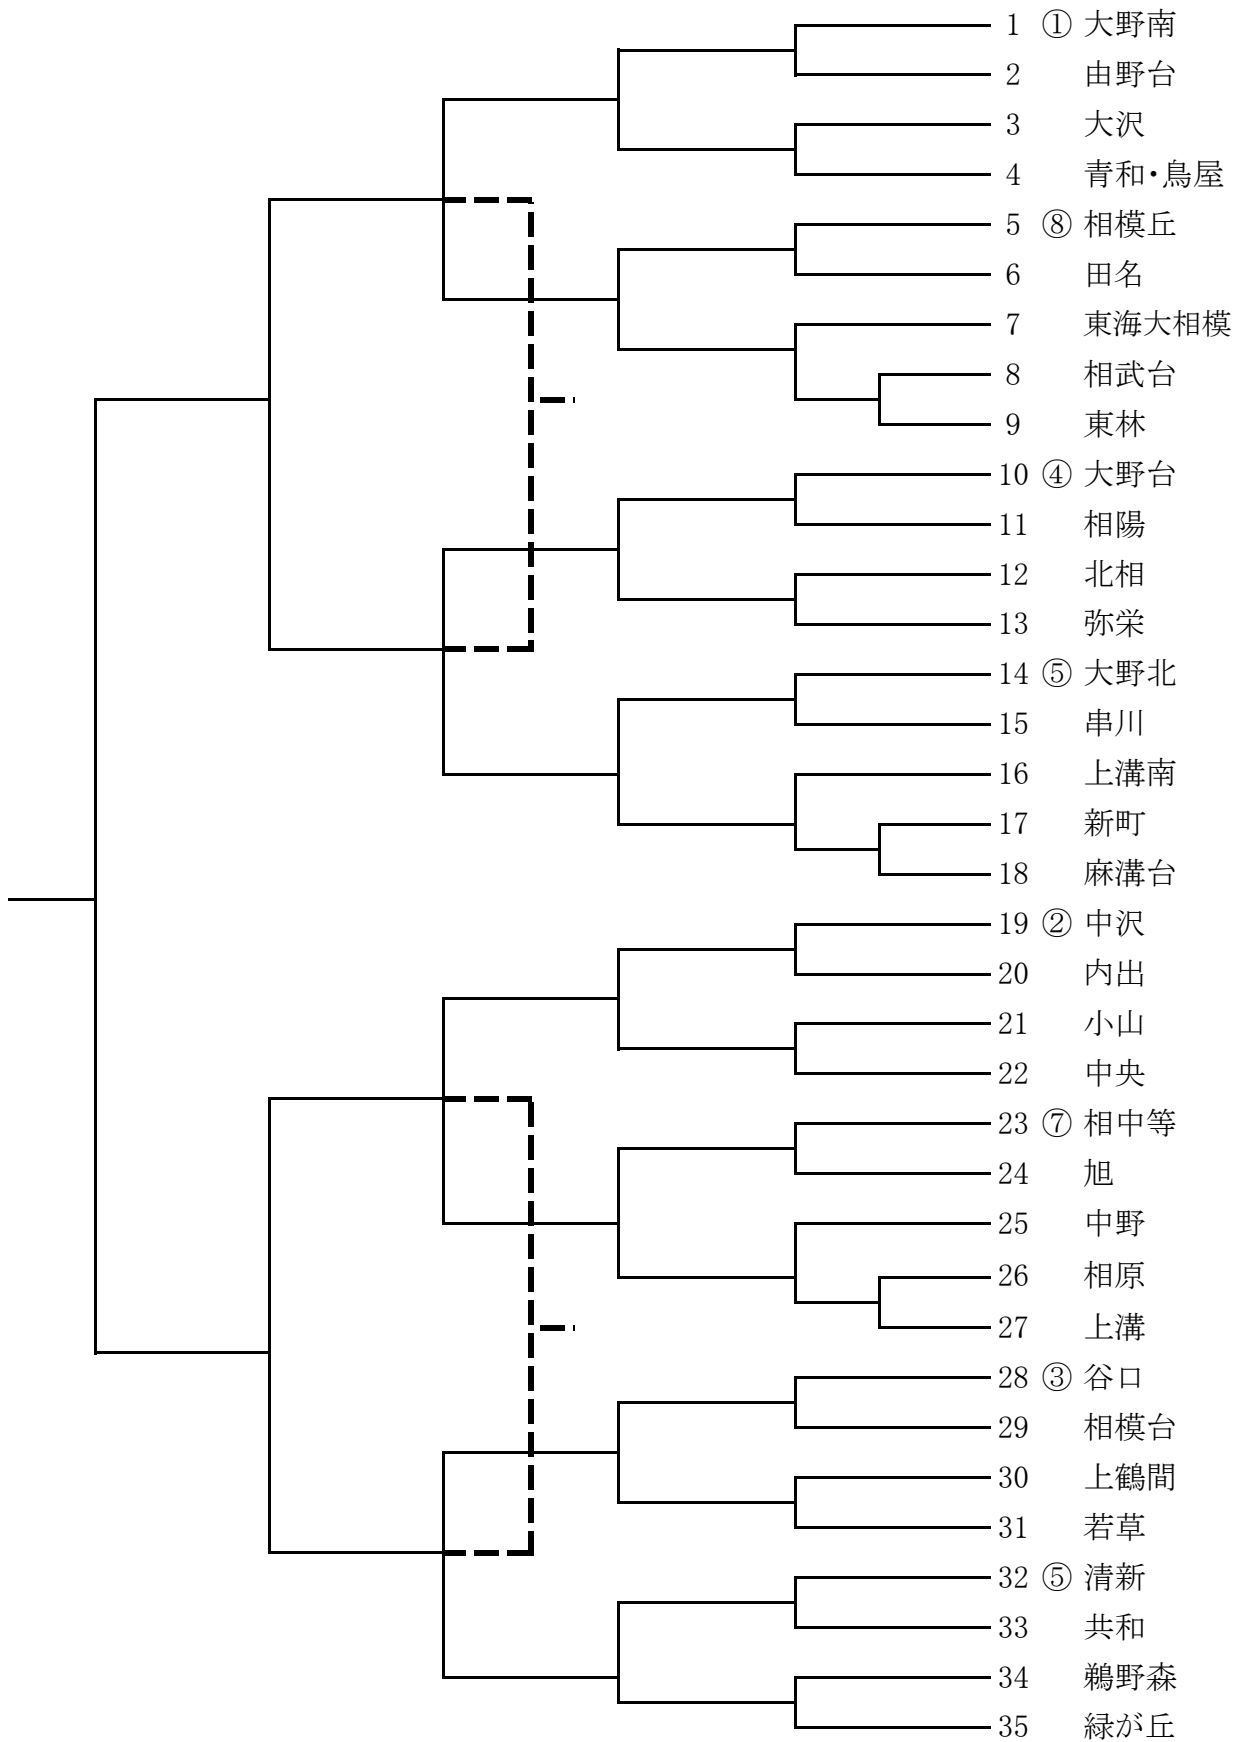 1 ① 大野南
2 由野台
3 大沢
4 青和・鳥屋
5 ⑧ 相模丘
6 田名
7 東海大相模
8 相武台
9 東林
10 ④ 大野台
11 相陽
12 北相
13 弥栄
14 ⑤ 大野北
15 串川
16 上溝南
17 新町
18 麻溝台
19 ② 中沢
20 内出
21 小山
22 中央
23 ⑦ 相中等
24 旭
25 中野
26 相原
27 上溝
28 ③ 谷口
29 相模台
30 上鶴間
31 若草
32 ⑤ 清新
33 共和
34 鵜野森
35 緑が丘